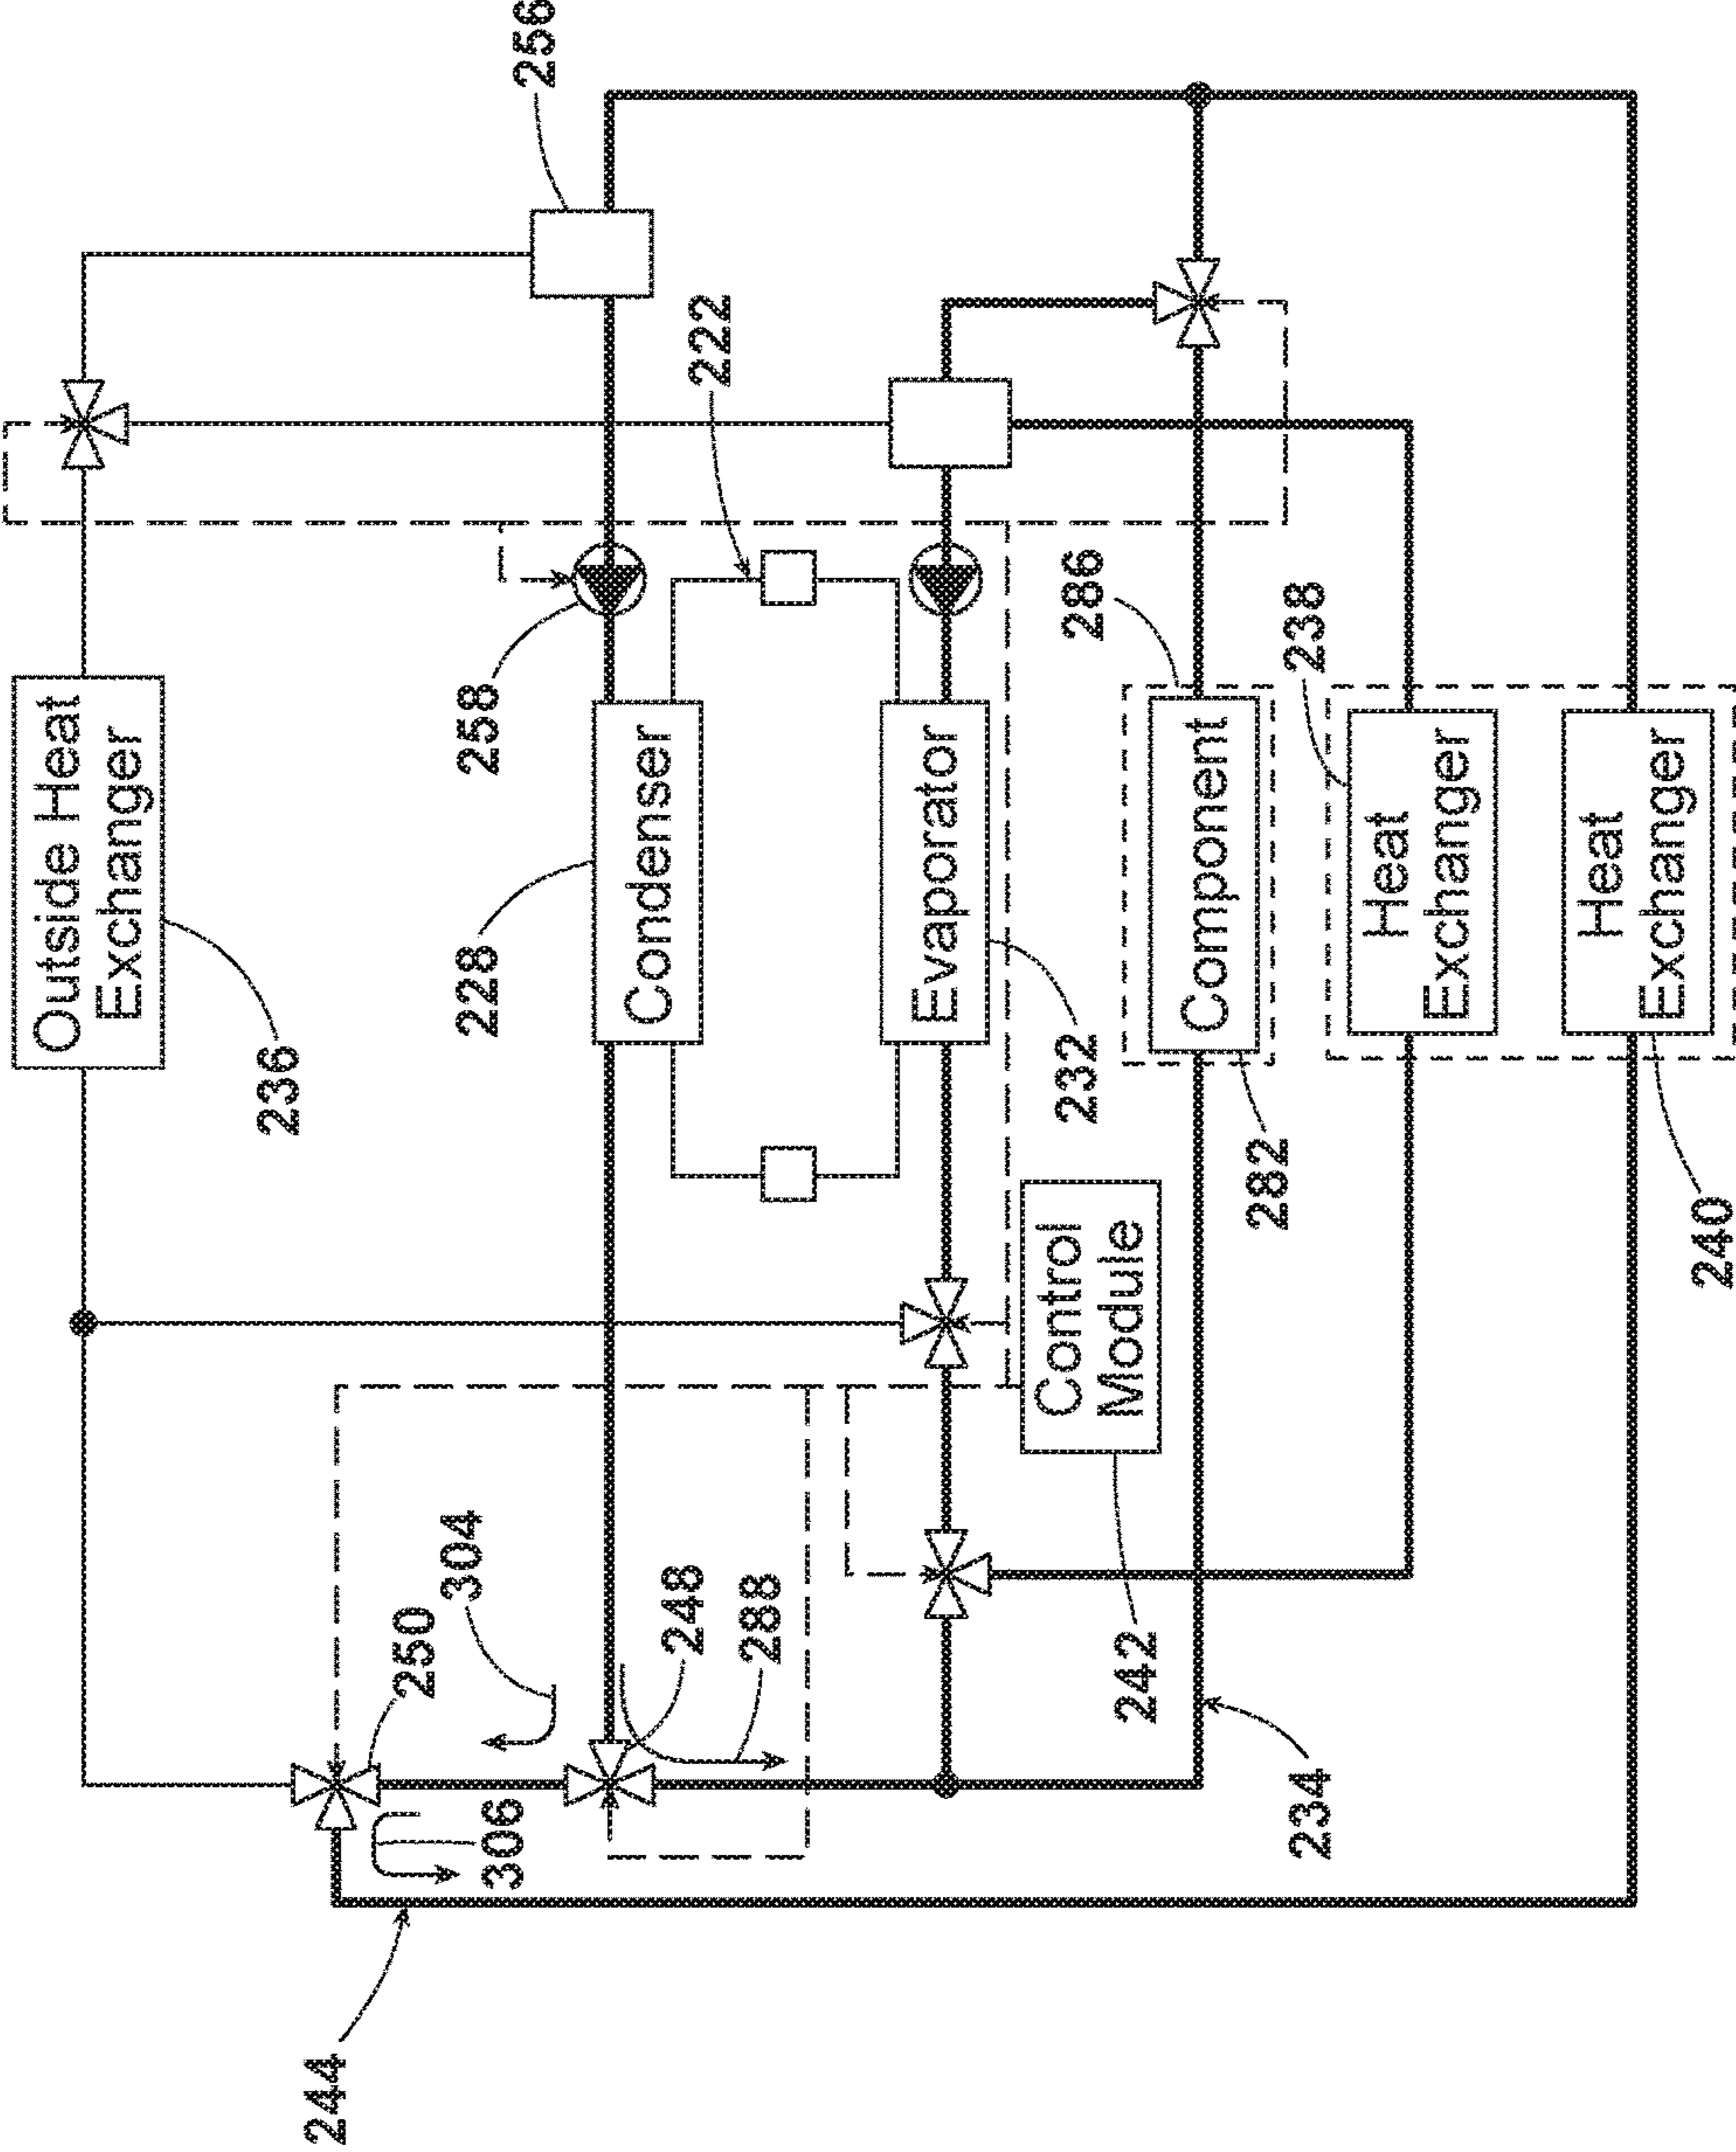 Outside Heat
Exchanger
236
244
250
304
228
258
306
256
Condenser
248
222
288
Evaporator
Control
Module
232
286
242
Component
282
234
238
Heat
Exchanger
Heat
Exchanger
240